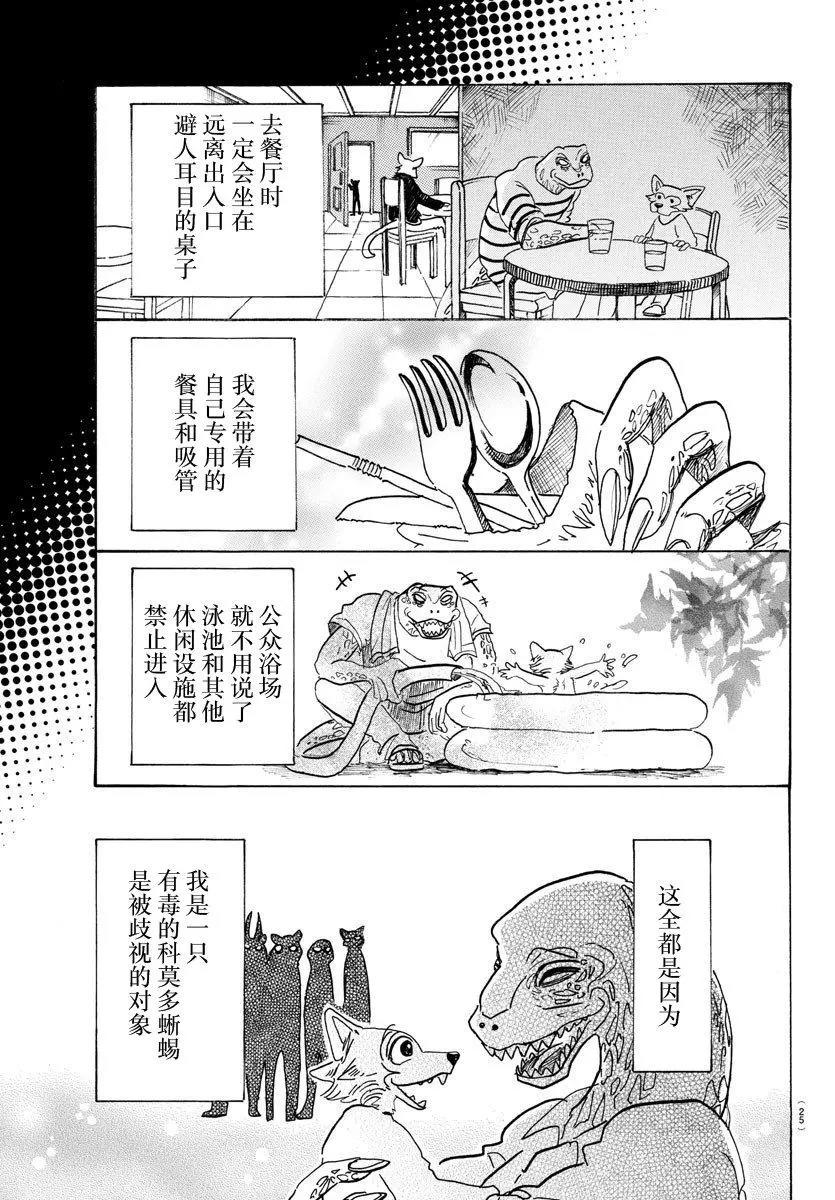 去餐厅时
一定会坐在
远离出入口
避人耳目的桌子
我会带着
自己专用的
餐具和吸管
公众浴场
就不用说了
泳池和其他
休闲设施都
禁止进入
这全都是因为
我是一只
有毒的科莫多蜥蜴
是被歧视的对象
(25)